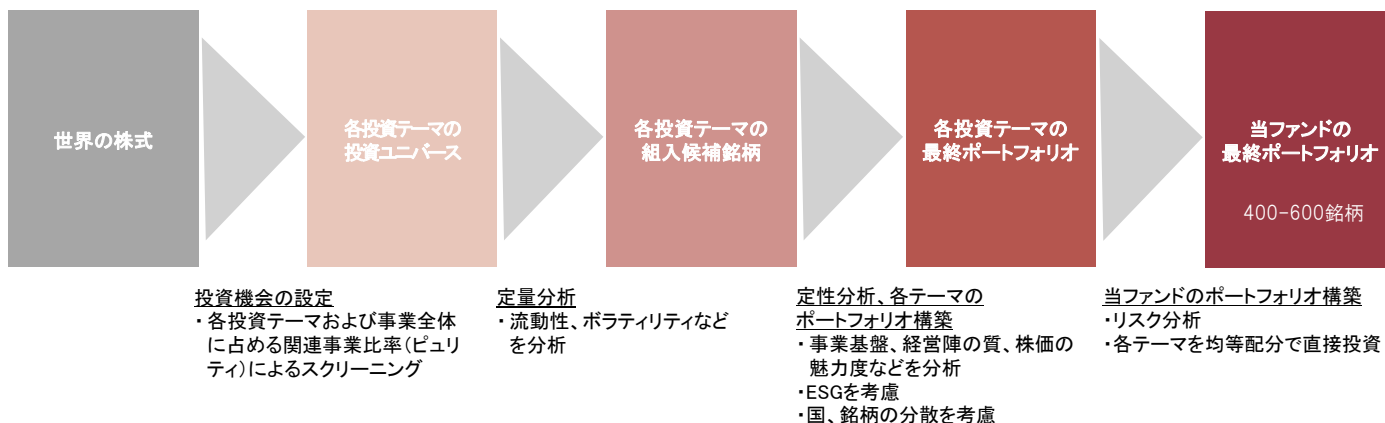 世界の株式
各投資テーマの
投資ユニバース
各投資テーマの
組入候補銘柄
各投資テーマの
最終ポートフォリオ
当ファンドの
最終ポートフォリオ
400-600銘柄
投資機会の設定
・各投資テーマおよび事業全体
に占める関連事業比率(ピュリ
ティ)によるスクリーニング
定量分析
・流動性、ボラティリティなど
を分析
定性分析、各テーマの
ポートフォリオ構築
・事業基盤、経営陣の質、株価の
魅力度などを分析
・ESGを考慮
・国、銘柄の分散を考慮
当ファンドのポートフォリオ構築
・リスク分析
・各テーマを均等配分で直接投資